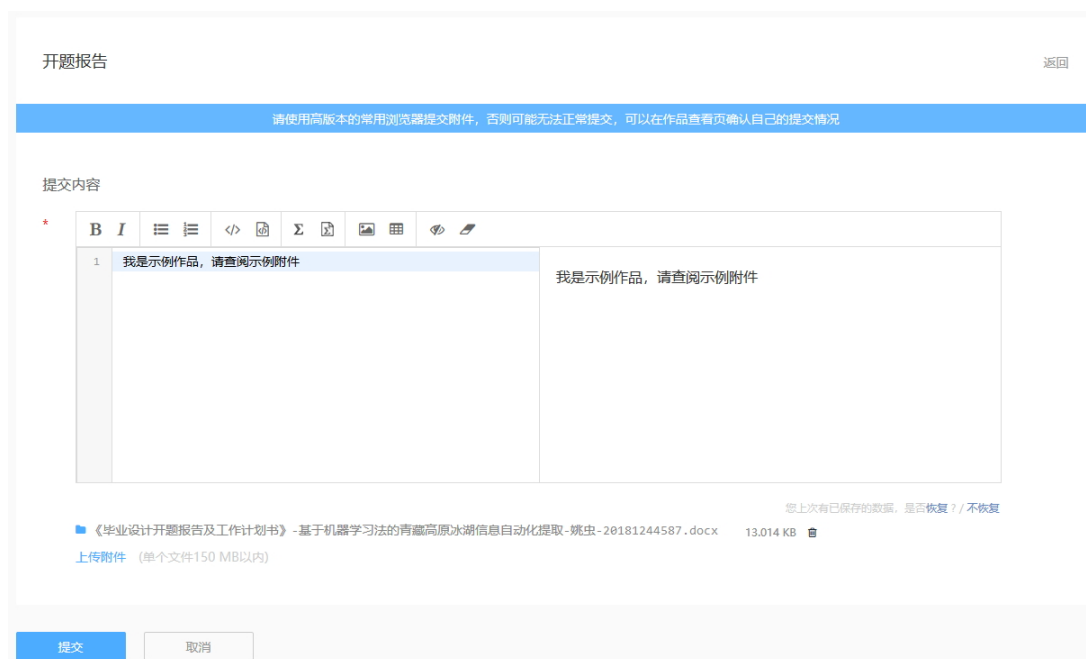 开题报告
返回
请使用高版本的常用浏览器提交附件，否则可能无法正常提交，可以在作品查看页确认自己的提交情况
提交内容
*
B I
1 我是示例作品，请查阅示例附件
我是示例作品，请查阅示例附件
您上次有已保存的数据，是否恢复 ? / 不恢复
《毕业设计开题报告及工作计划书》-基于机器学习法的青藏高原冰湖信息自动化提取-姚虫-20181244587.docx 13.014 KB
上传附件 (单个文件150 MB以内)
提交 取消